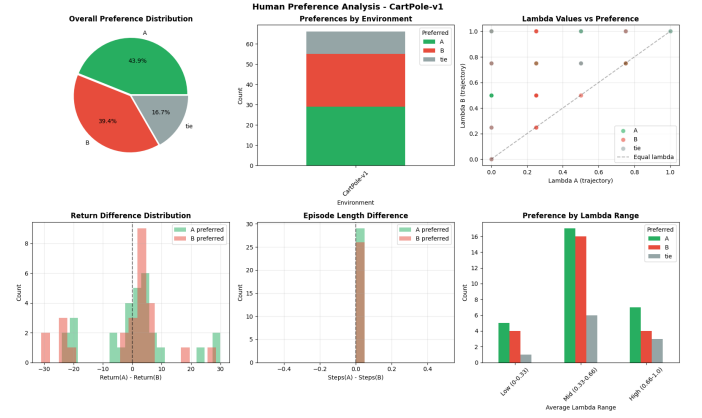 Human Preference Analysis - CartPole-v1
Overall Preference Distribution
A
43.9%
39.4%
B
16.7%
tie
Preferences by Environment
Preferred
A
B
tie
Count
60
50
40
30
20
10
0
CartPole-v1
Environment
Lambda Values vs Preference
Lambda B (trajectory)
1.0
0.8
0.6
0.4
0.2
0.0
A
B
tie
Equal lambda
0.0 0.2 0.4 0.6 0.8 1.0
Lambda A (trajectory)
Return Difference Distribution
A preferred
B preferred
Count
8
6
4
2
0
−30 −20 −10 0 10 20 30
Return(A) - Return(B)
Episode Length Difference
A preferred
B preferred
Count
30
25
20
15
10
5
0
−0.4 −0.2 0.0 0.2 0.4
Steps(A) - Steps(B)
Preference by Lambda Range
Preferred
A
B
tie
Count
16
14
12
10
8
6
4
2
0
Low (0-0.33)
Mid (0.33-0.66)
High (0.66-1.0)
Average Lambda Range